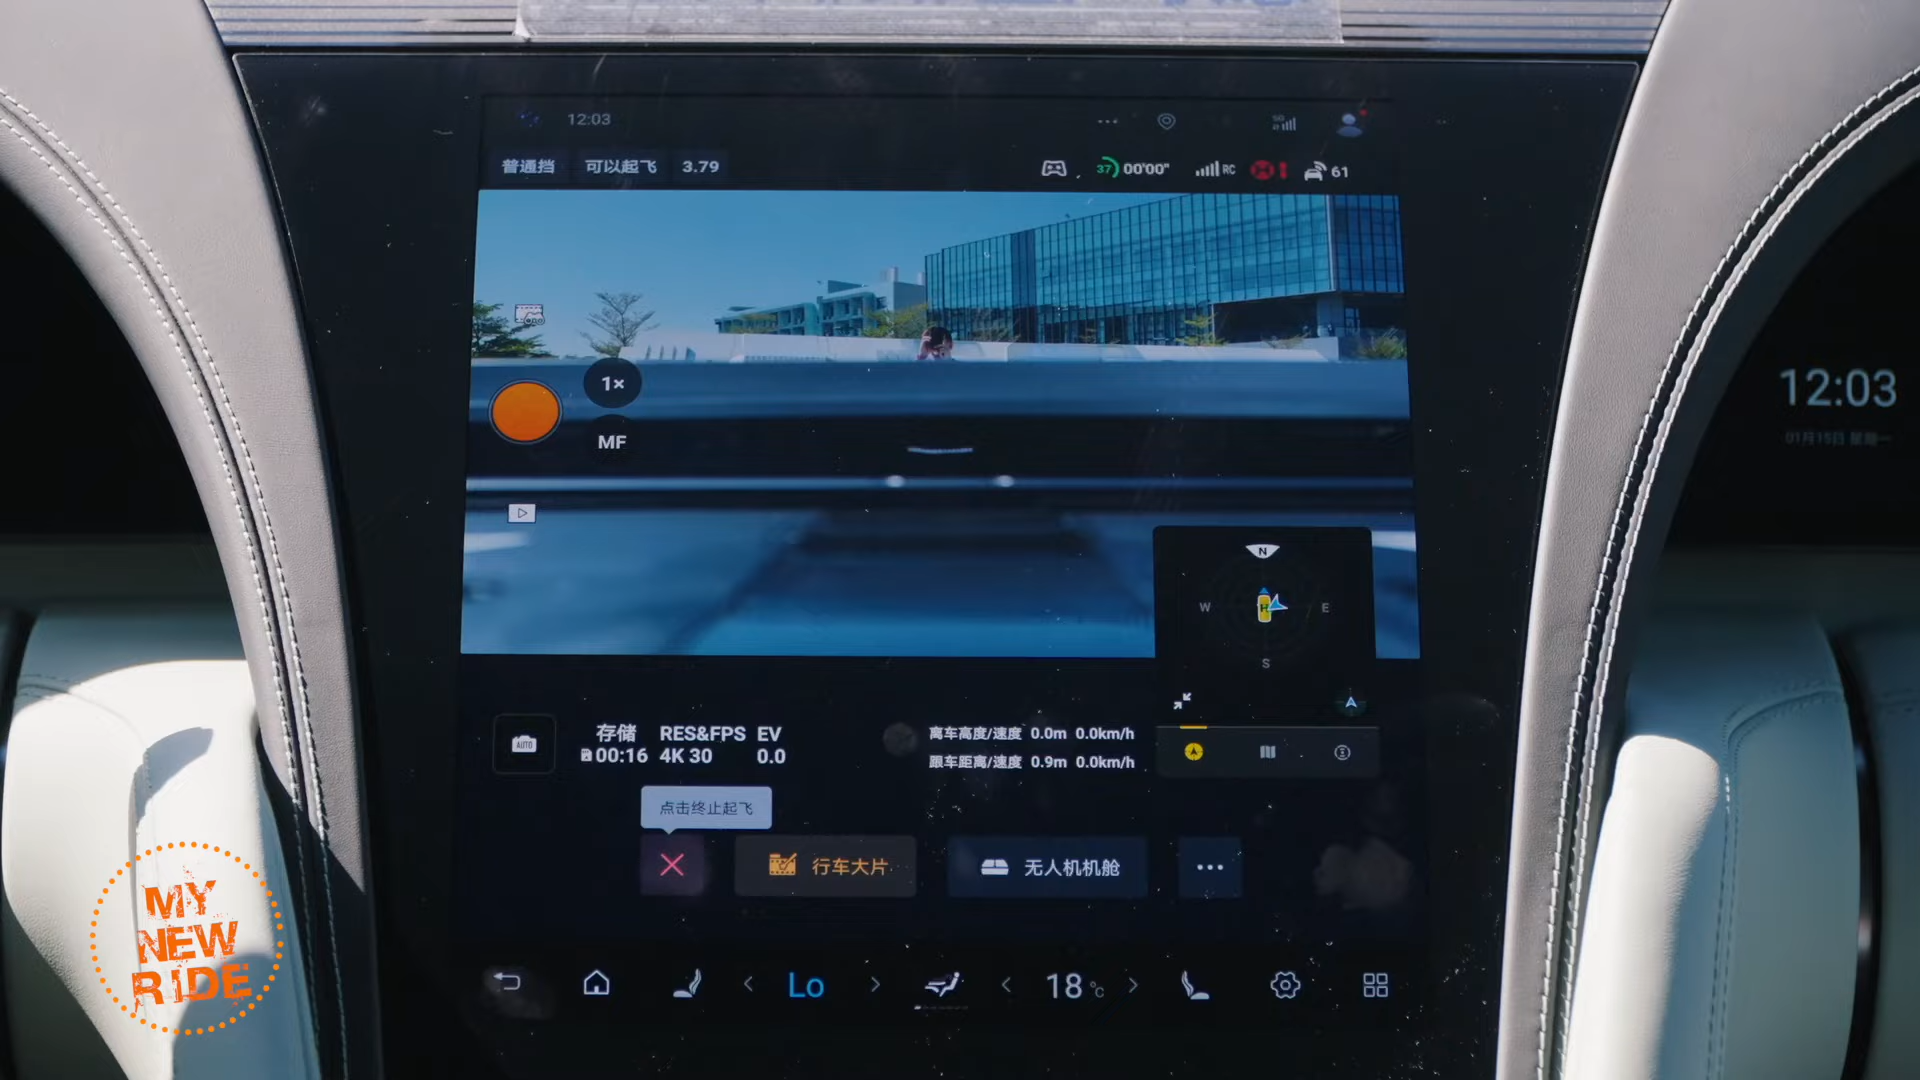 12:03
5G
普通挡 可以起飞 3.79
37 00'00" RC 61
1×
MF
12:03
N
W E
S
存储 RES&FPS EV
00:16 4K 30 0.0
离车高度/速度 0.0m 0.0km/h
跟车距离/速度 0.9m 0.0km/h
AUTO
点击终止起飞
行车大片 无人机机舱
Lo 18 °C
MY
NEW
RIDE